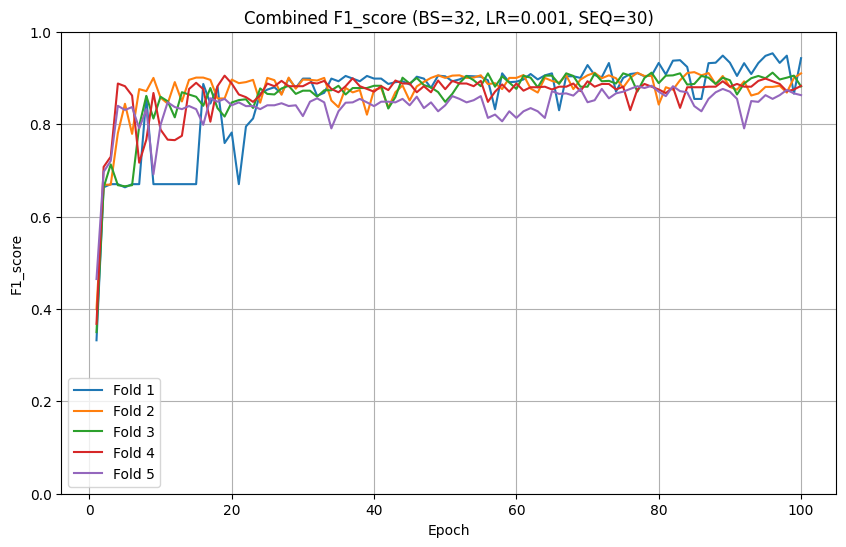 Combined F1_score (BS=32, LR=0.001, SEQ=30)
1.0
0.8
0.6
0.4
0.2
0.0
F1_score
Fold 1
Fold 2
Fold 3
Fold 4
Fold 5
0 20 40 60 80 100
Epoch